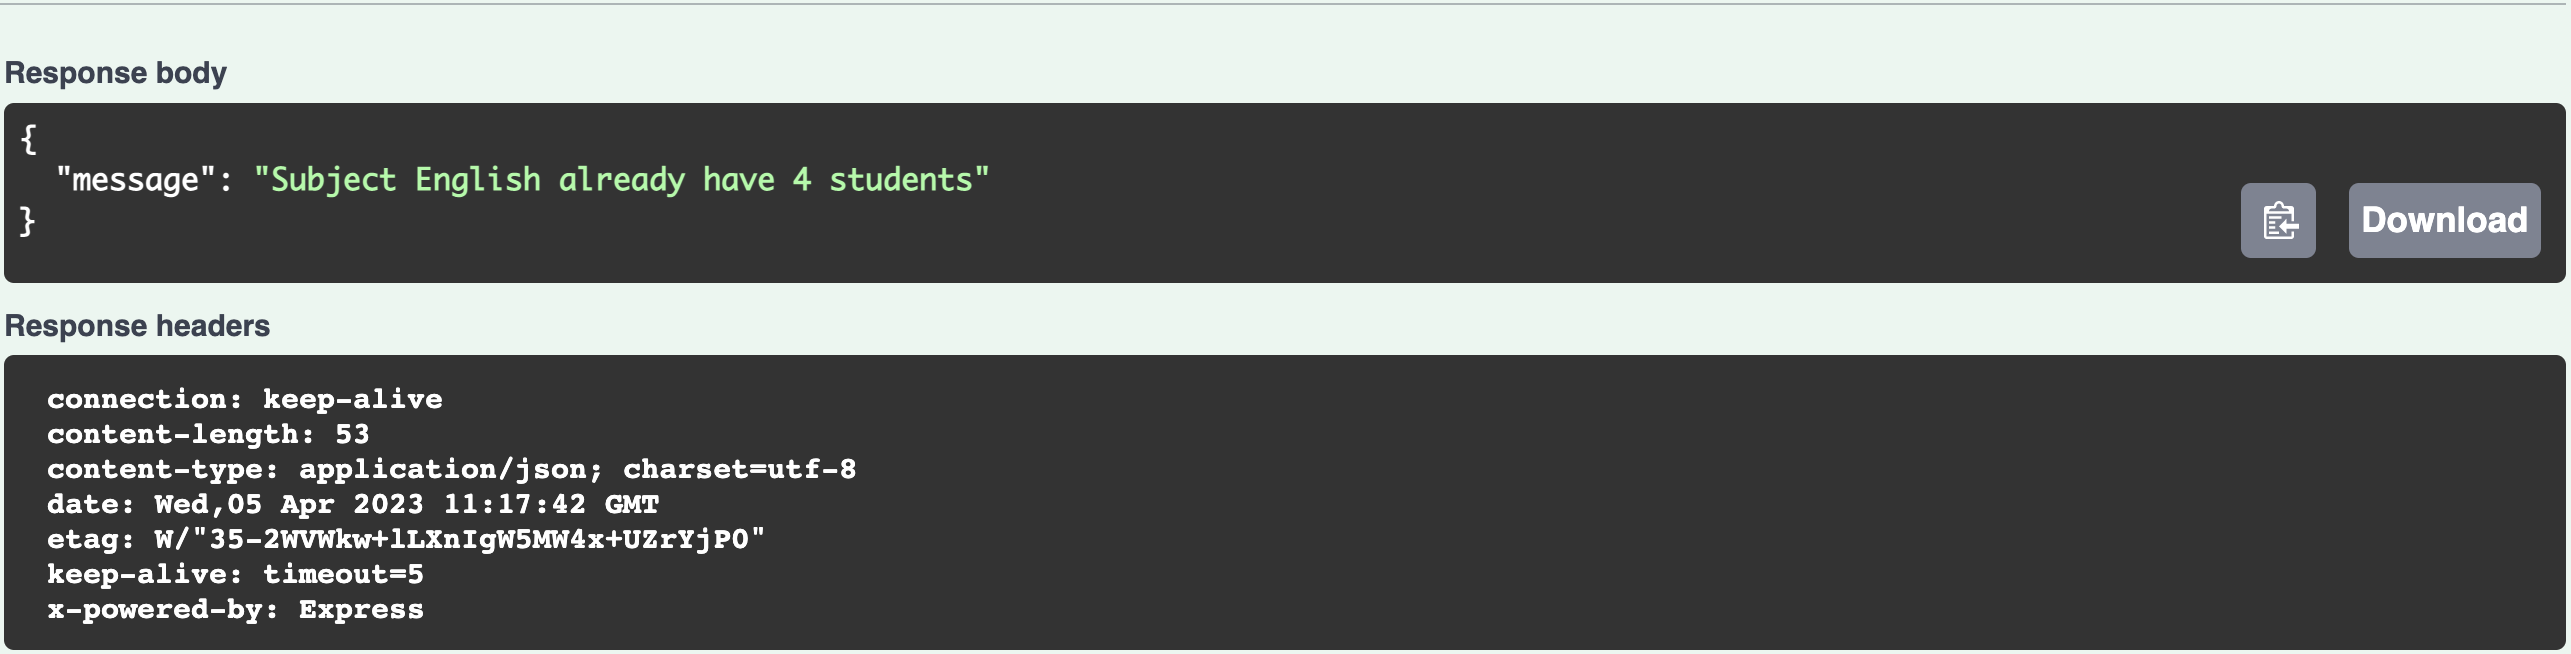 Response body
{
"message": "Subject English already have 4 students"
}
Download
Response headers
connection: keep-alive
content-length: 53
content-type: application/json; charset=utf-8
date: Wed,05 Apr 2023 11:17:42 GMT
etag: W/"35-2WVWkw+lLXnIgW5MW4x+UZrYjP0"
keep-alive: timeout=5
x-powered-by: Express